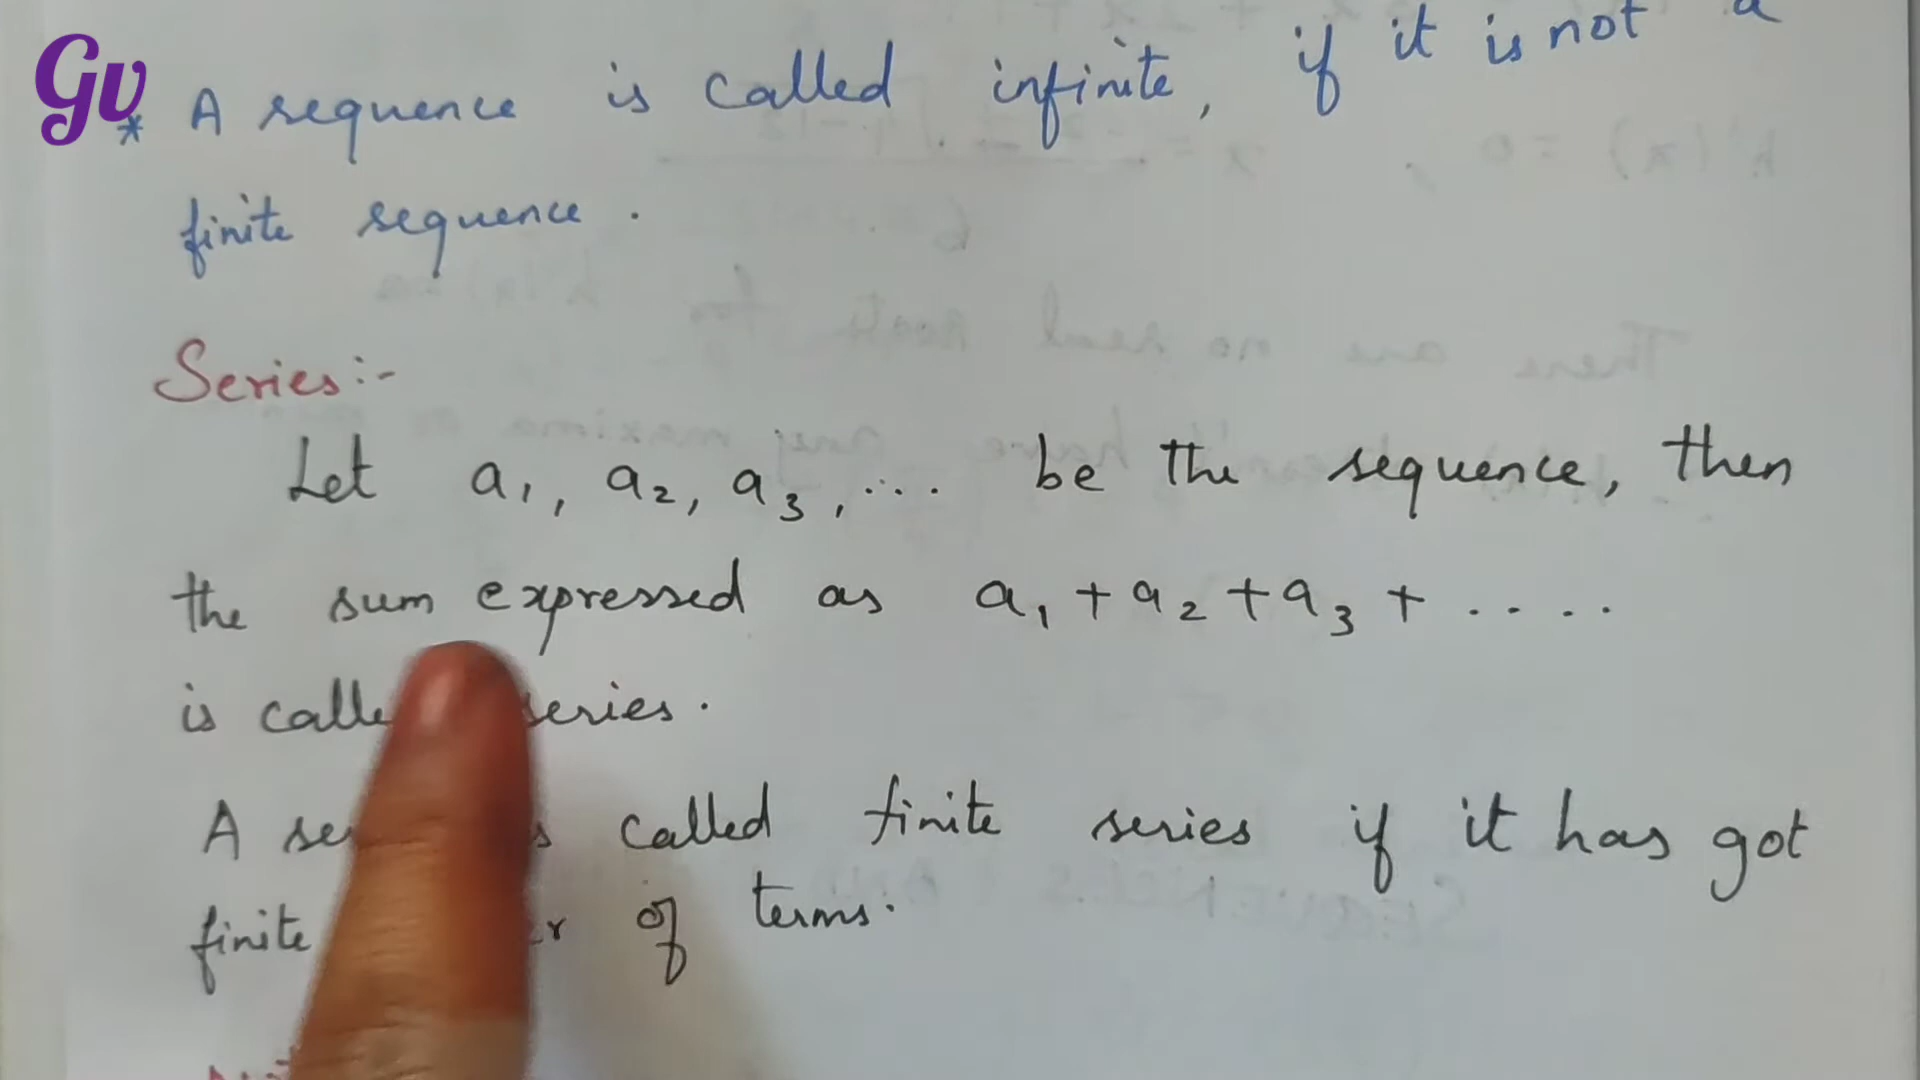 Gv
* A sequence is called infinite, if it is not a
finite sequence.
Series:-
Let a₁, a₂, a₃, ... be the sequence, then
the sum expressed as a₁ + a₂ + a₃ + ....
is series.
A called finite series if it has got
finite of terms.